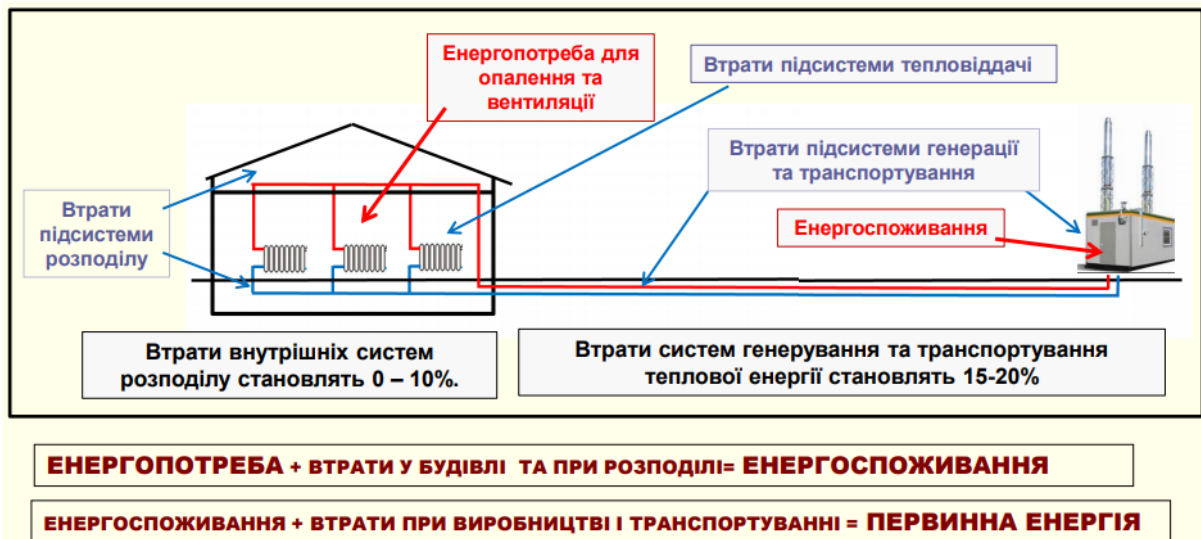 Енергопотреба для
опалення та
вентиляції
Втрати підсистеми тепловіддачі
Втрати підсистеми генерації
та транспортування
Втрати
підсистеми
розподілу
Енергоспоживання
Втрати внутрішніх систем
розподілу становлять 0 – 10%.
Втрати систем генерування та транспортування
теплової енергії становлять 15-20%
ЕНЕРГОПОТРЕБА + ВТРАТИ У БУДІВЛІ ТА ПРИ РОЗПОДІЛІ= ЕНЕРГОСПОЖИВАННЯ
ЕНЕРГОСПОЖИВАННЯ + ВТРАТИ ПРИ ВИРОБНИЦТВІ І ТРАНСПОРТУВАННІ = ПЕРВИННА ЕНЕРГІЯ